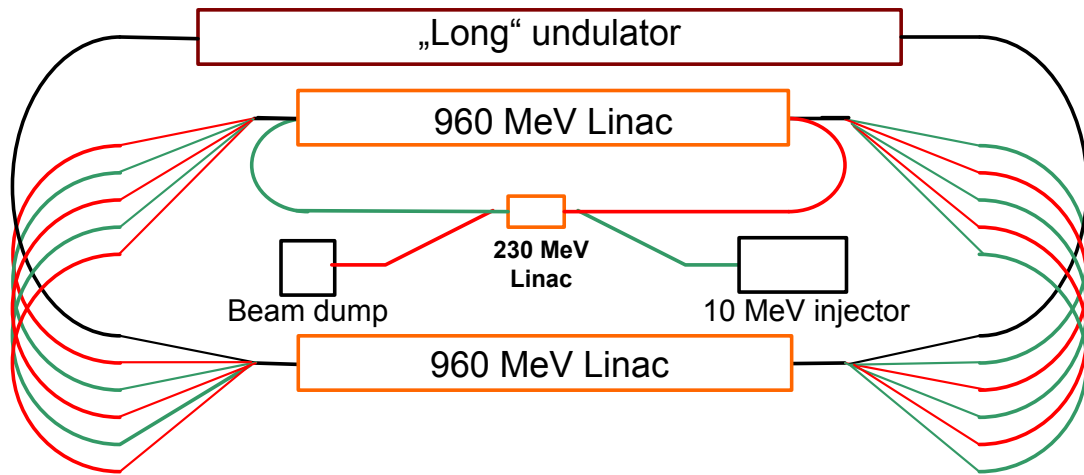 „Long“ undulator
960 MeV Linac
230 MeV
Linac
Beam dump
10 MeV injector
960 MeV Linac